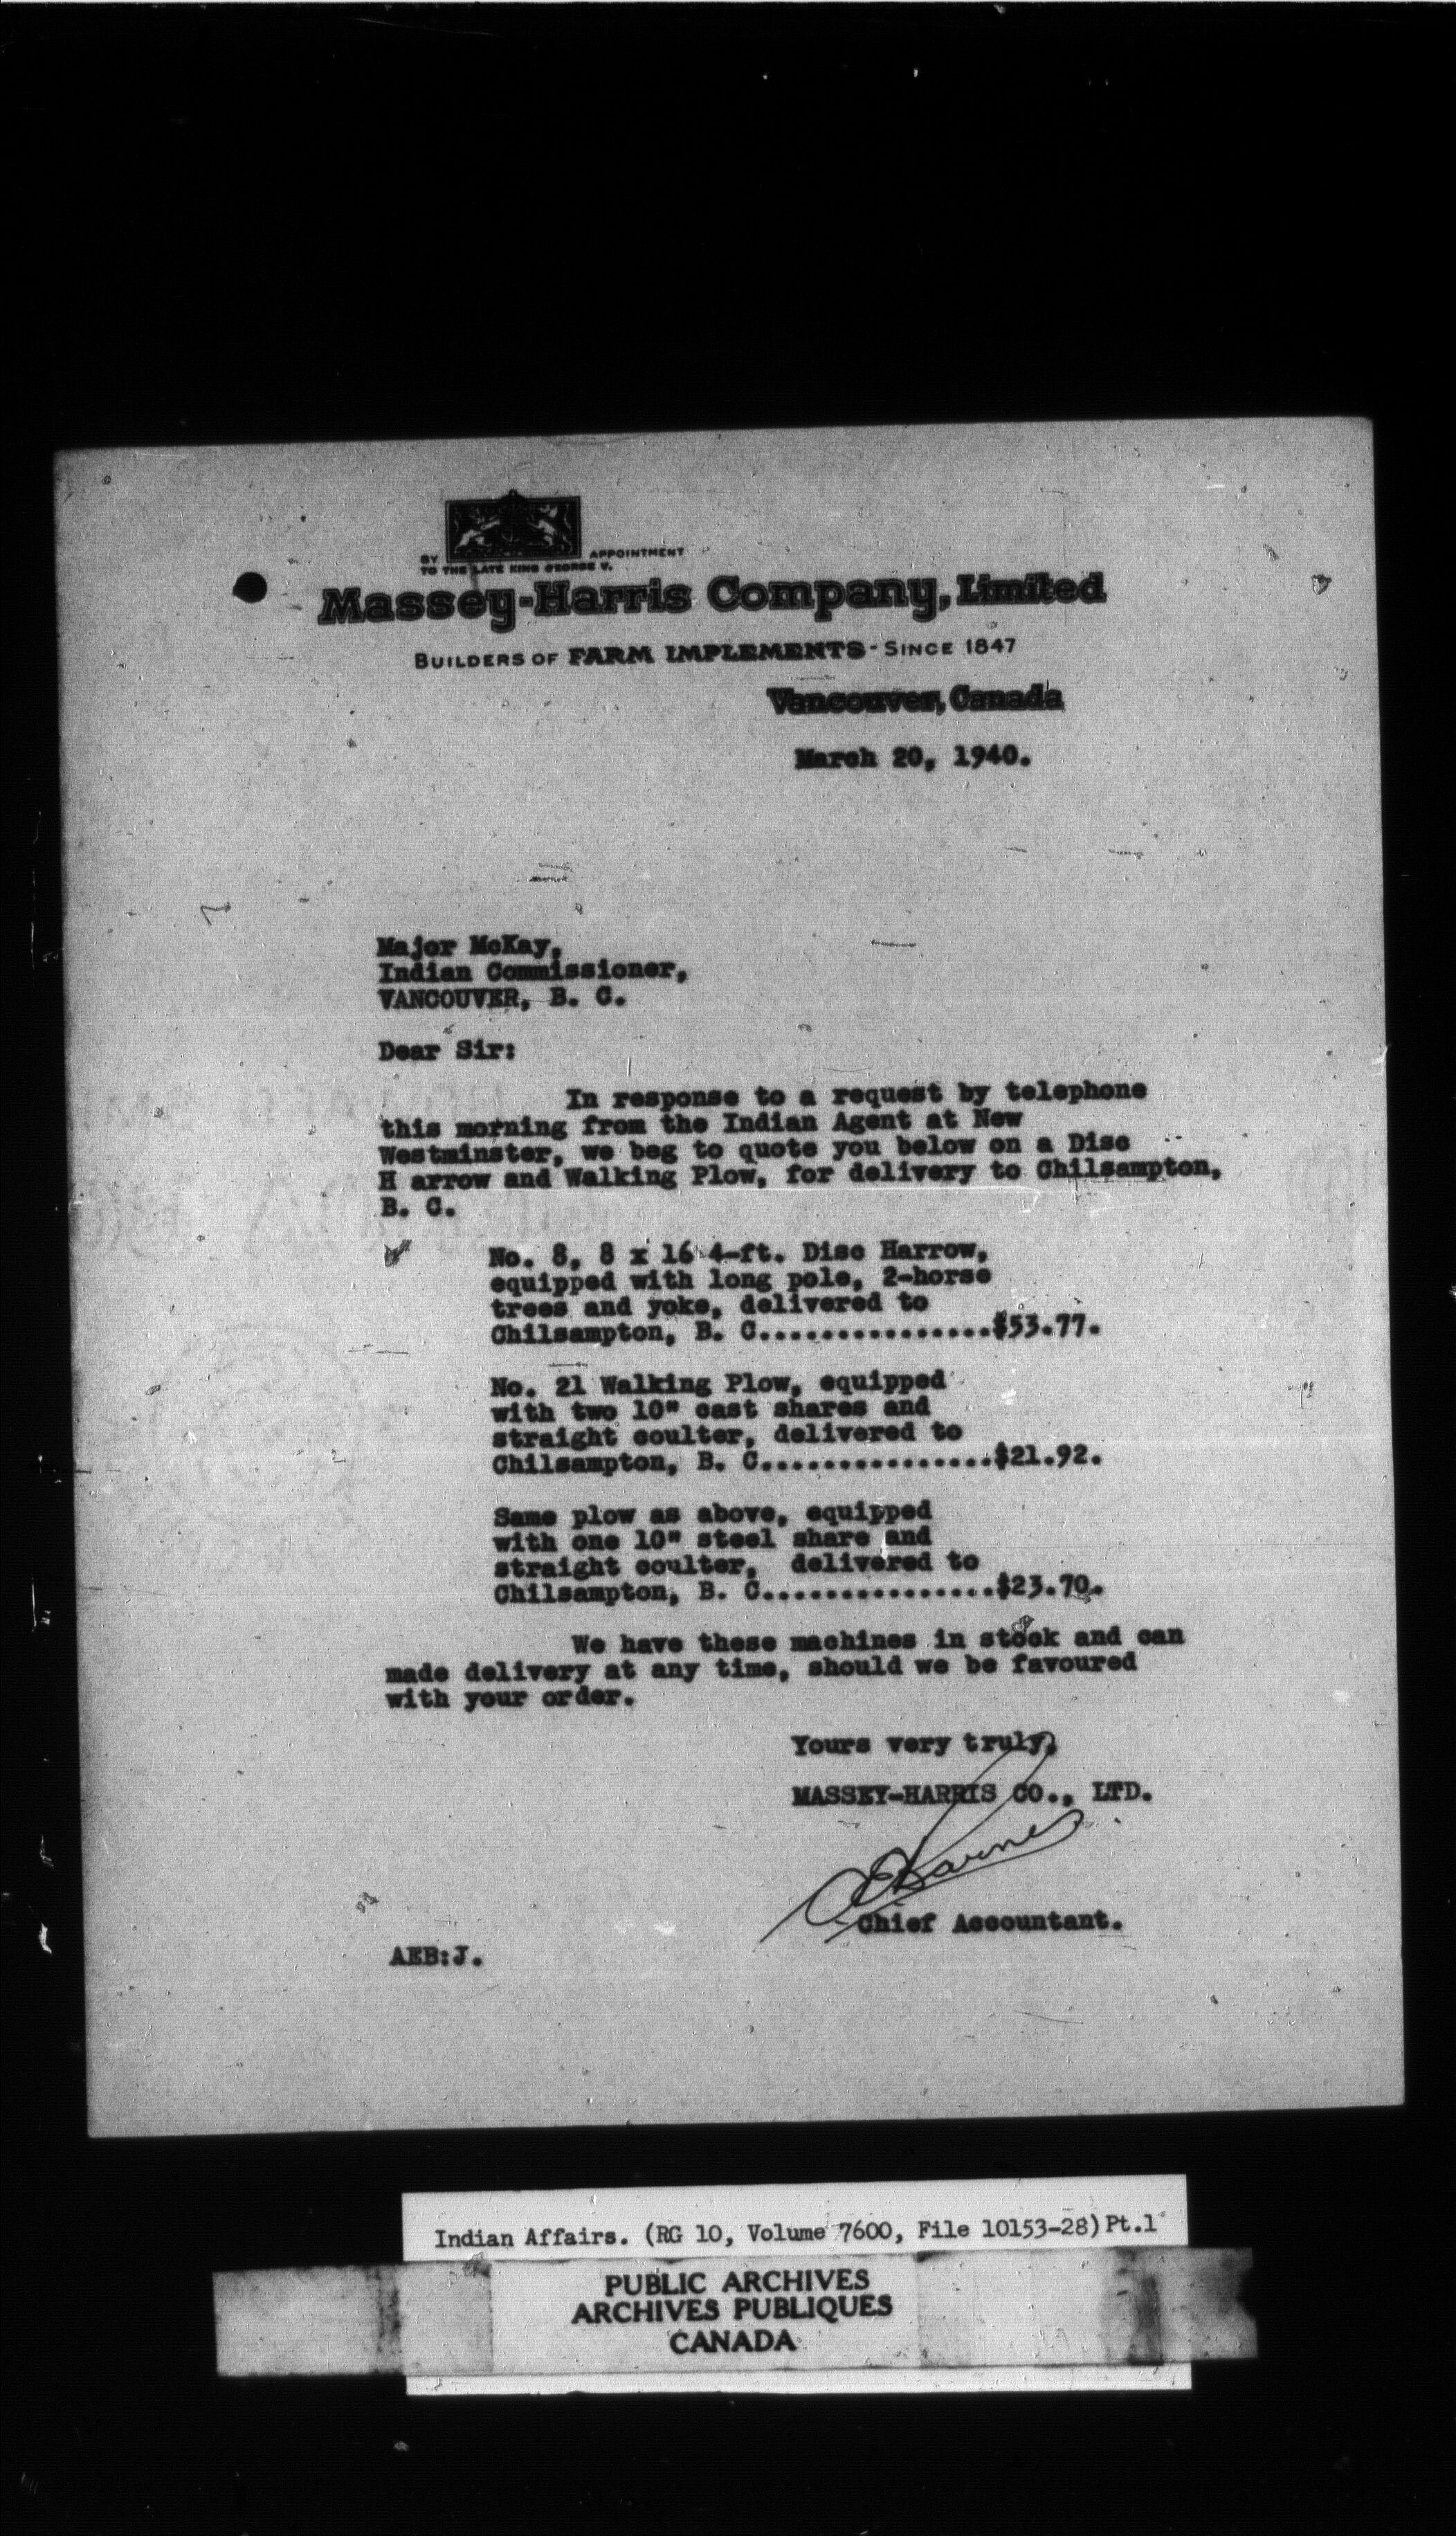 BY APPOINTMENT
TO THE LATE KING GEORGE V.
Massey-Harris Company, Limited
BUILDERS OF FARM IMPLEMENTS - SINCE 1847
Vancouver, Canada
March 20, 1940.
Major McKay,
Indian Commissioner,
VANCOUVER, B. C.
Dear Sir:
In response to a request by telephone
this morning from the Indian Agent at New
Westminster, we beg to quote you below on a Disc
H arrow and Walking Plow, for delivery to Chilsampton,
B. C.
No. 8, 8 x 16 4-ft. Disc Harrow,
equipped with long pole, 2-horse
trees and yoke, delivered to
Chilsampton, B. C................$53.77.
No. 21 Walking Plow, equipped
with two 10" cast shares and
straight coulter, delivered to
Chilsampton, B. C................$21.92.
Same plow as above, equipped
with one 10" steel share and
straight coulter, delivered to
Chilsampton, B. C................$23.70.
We have these machines in stock and can
made delivery at any time, should we be favoured
with your order.
Yours very truly,
MASSEY-HARRIS CO., LTD.
Chief Accountant.
AEB:J.
Indian Affairs. (RG 10, Volume 7600, File 10153-28) Pt.1
PUBLIC ARCHIVES
ARCHIVES PUBLIQUES
CANADA